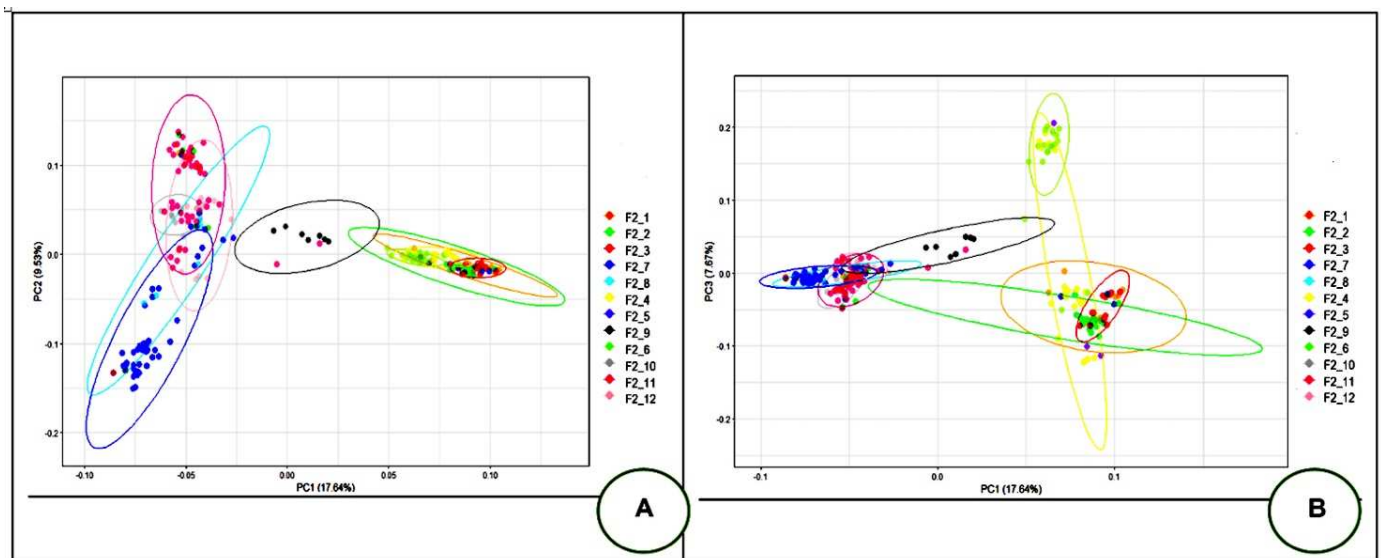 0.1
0.0
-0.1
-0.2
PC2 (9.53%)
-0.10
-0.05
0.00
0.05
0.10
PC1 (17.64%)
F2_1
F2_2
F2_3
F2_7
F2_8
F2_4
F2_5
F2_9
F2_6
F2_10
F2_11
F2_12
A
0.2
0.1
0.0
-0.1
-0.2
PC3 (7.67%)
-0.1
0.0
0.1
PC1 (17.64%)
F2_1
F2_2
F2_3
F2_7
F2_8
F2_4
F2_5
F2_9
F2_6
F2_10
F2_11
F2_12
B